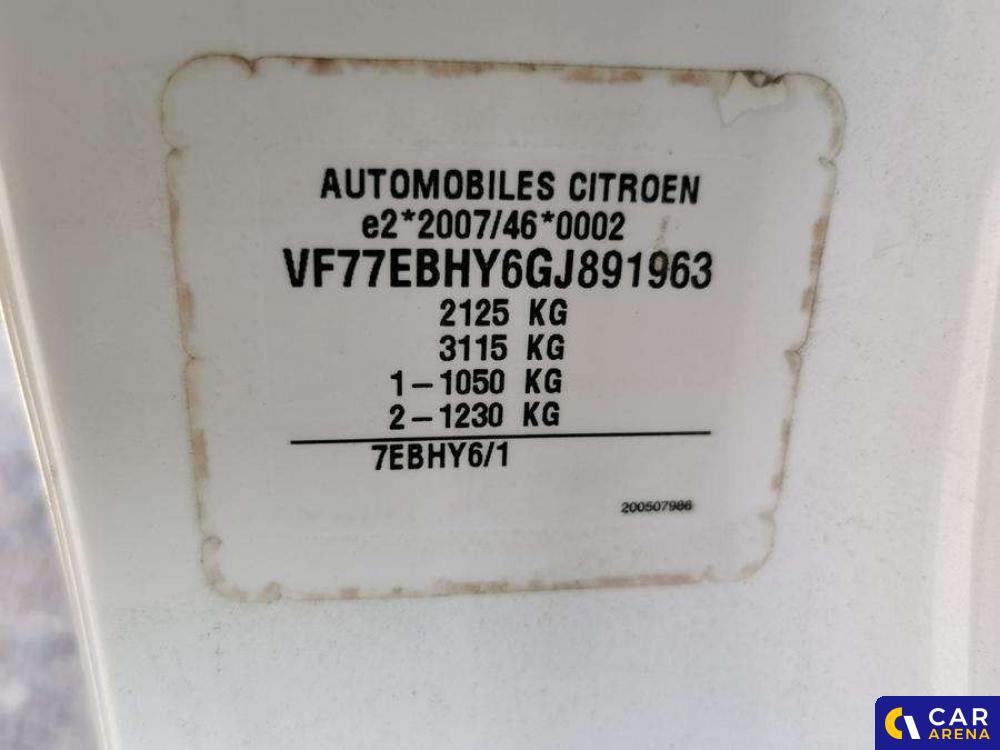 AUTOMOBILES CITROEN
e2*2007/46*0002
VF77EBHY6GJ891963
2125 KG
3115 KG
1-1050 KG
2-1230 KG
7EBHY6/1
200507986
CAR
ARENA